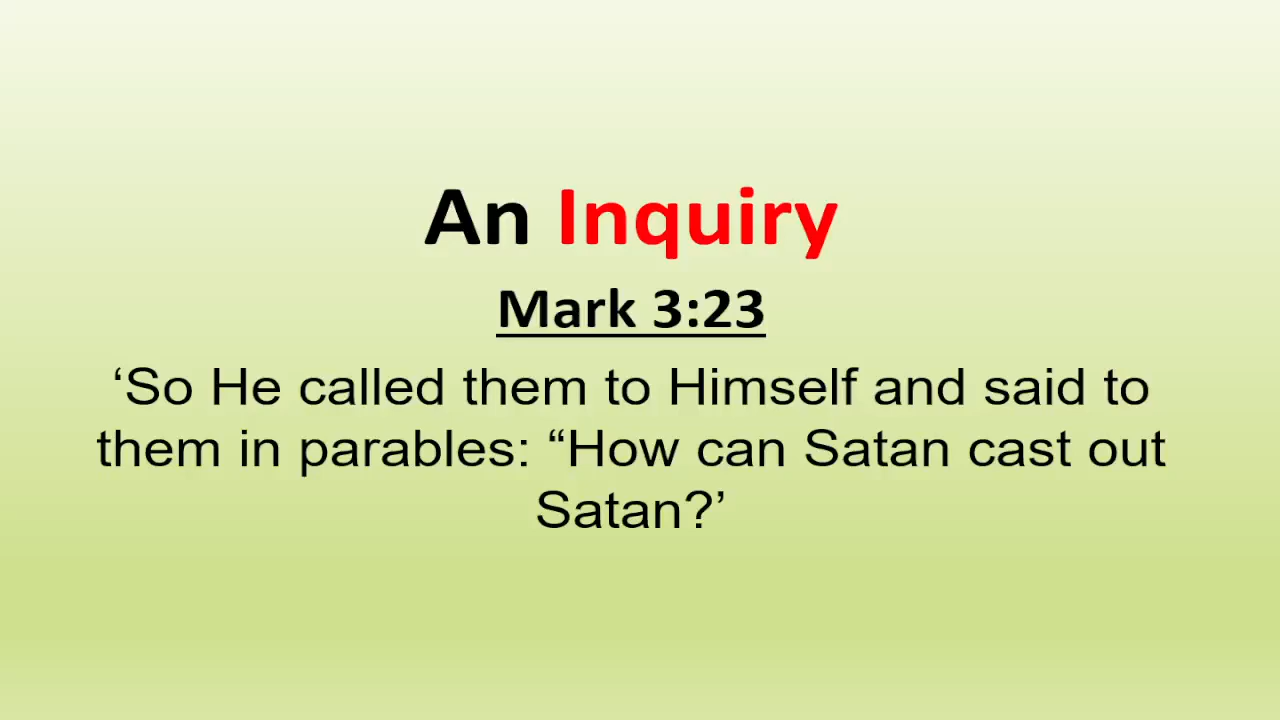 An Inquiry
Mark 3:23
‘So He called them to Himself and said to
them in parables: “How can Satan cast out
Satan?’